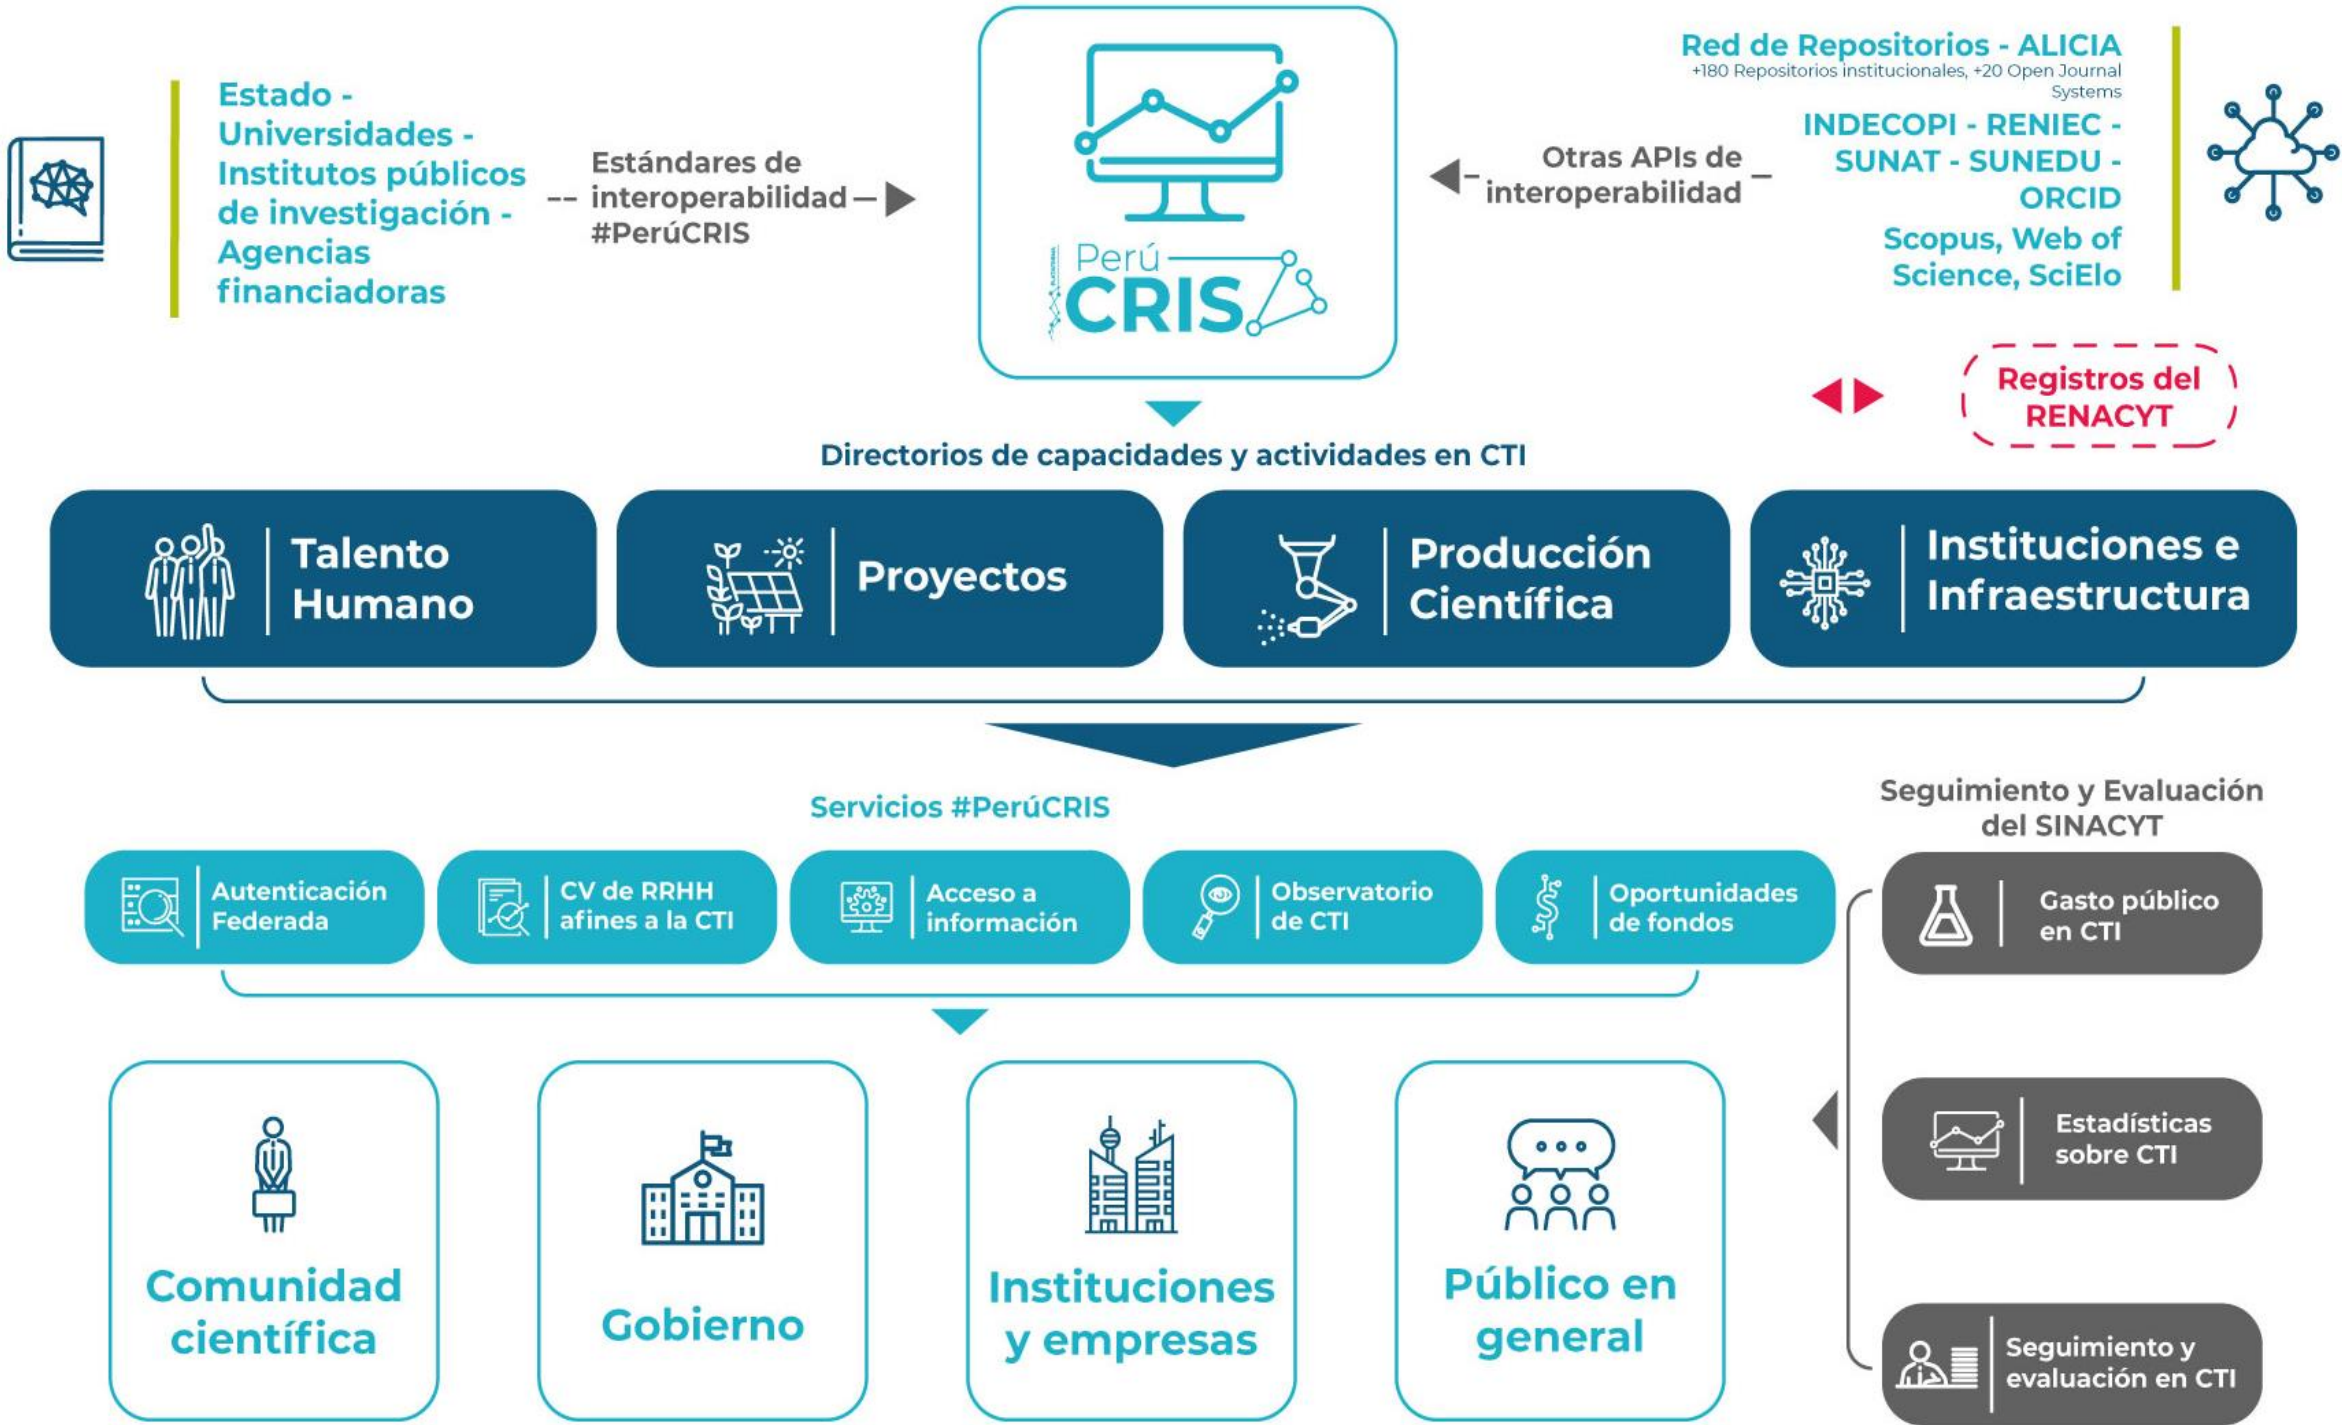 Estado -
Universidades -
Institutos públicos
de investigación -
Agencias
financiadoras
Estándares de
interoperabilidad
#PerúCRIS
Perú
CRIS
Otras APIs de
interoperabilidad
Red de Repositorios - ALICIA
+180 Repositorios institucionales, +20 Open Journal
Systems
INDECOPI - RENIEC -
SUNAT - SUNEDU -
ORCID
Scopus, Web of
Science, SciElo
Registros del
RENACYT
Directorios de capacidades y actividades en CTI
Talento
Humano
Proyectos
Producción
Científica
Instituciones e
Infraestructura
Servicios #PerúCRIS
Autenticación
Federada
CV de RRHH
afines a la CTI
Acceso a
información
Observatorio
de CTI
Oportunidades
de fondos
Seguimiento y Evaluación
del SINACYT
Gasto público
en CTI
Estadísticas
sobre CTI
Seguimiento y
evaluación en CTI
Comunidad
científica
Gobierno
Instituciones
y empresas
Público en
general